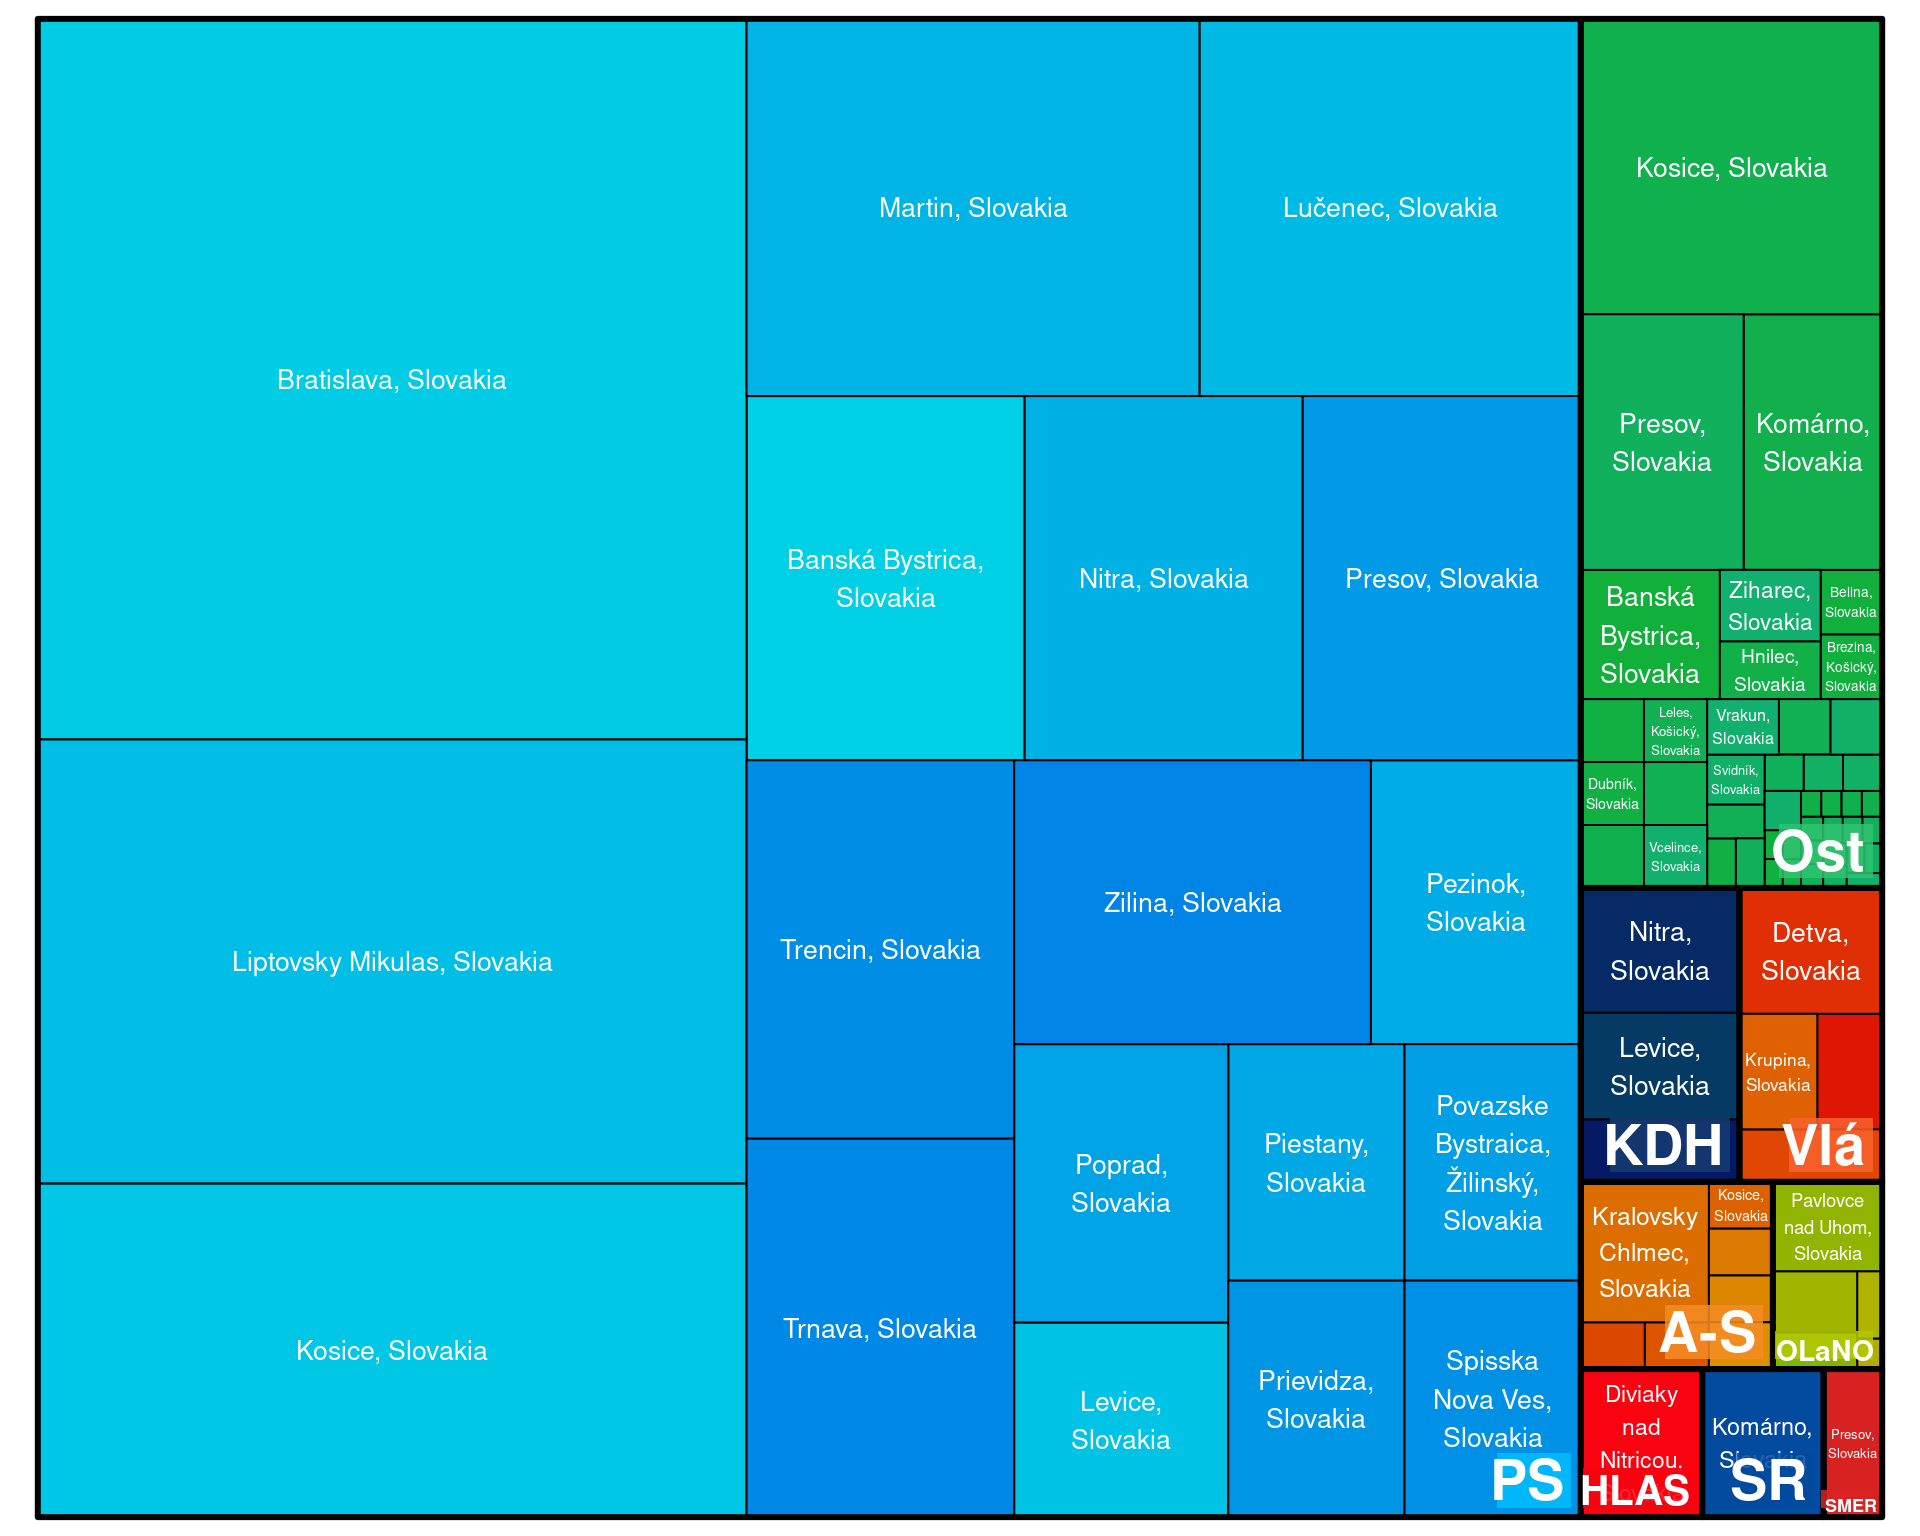 Bratislava, Slovakia
Liptovsky Mikulas, Slovakia
Kosice, Slovakia
Martin, Slovakia
Lučenec, Slovakia
Banská Bystrica,
Slovakia
Nitra, Slovakia
Presov, Slovakia
Trencin, Slovakia
Zilina, Slovakia
Pezinok,
Slovakia
Trnava, Slovakia
Poprad,
Slovakia
Piestany,
Slovakia
Povazske
Bystraica,
Žilinský,
Slovakia
Levice,
Slovakia
Prievidza,
Slovakia
Spisska
Nova Ves,
Slovakia
PS
Kosice, Slovakia
Presov,
Slovakia
Komárno,
Slovakia
Banská
Bystrica,
Slovakia
Ziharec,
Slovakia
Belina,
Slovakia
Hnilec,
Slovakia
Brezina,
Košický,
Slovakia
Leles,
Košický,
Slovakia
Vrakun,
Slovakia
Dubník,
Slovakia
Svidník,
Slovakia
Vcelince,
Slovakia
Ost
Nitra,
Slovakia
Levice,
Slovakia
KDH
Detva,
Slovakia
Krupina,
Slovakia
Vlá
Kralovsky
Chlmec,
Slovakia
Kosice,
Slovakia
A-S
Pavlovce
nad Uhom,
Slovakia
OLaNO
Diviaky
nad
Nitricou.
HLAS
Komárno,
Slovakia
SR
Presov,
Slovakia
SMER